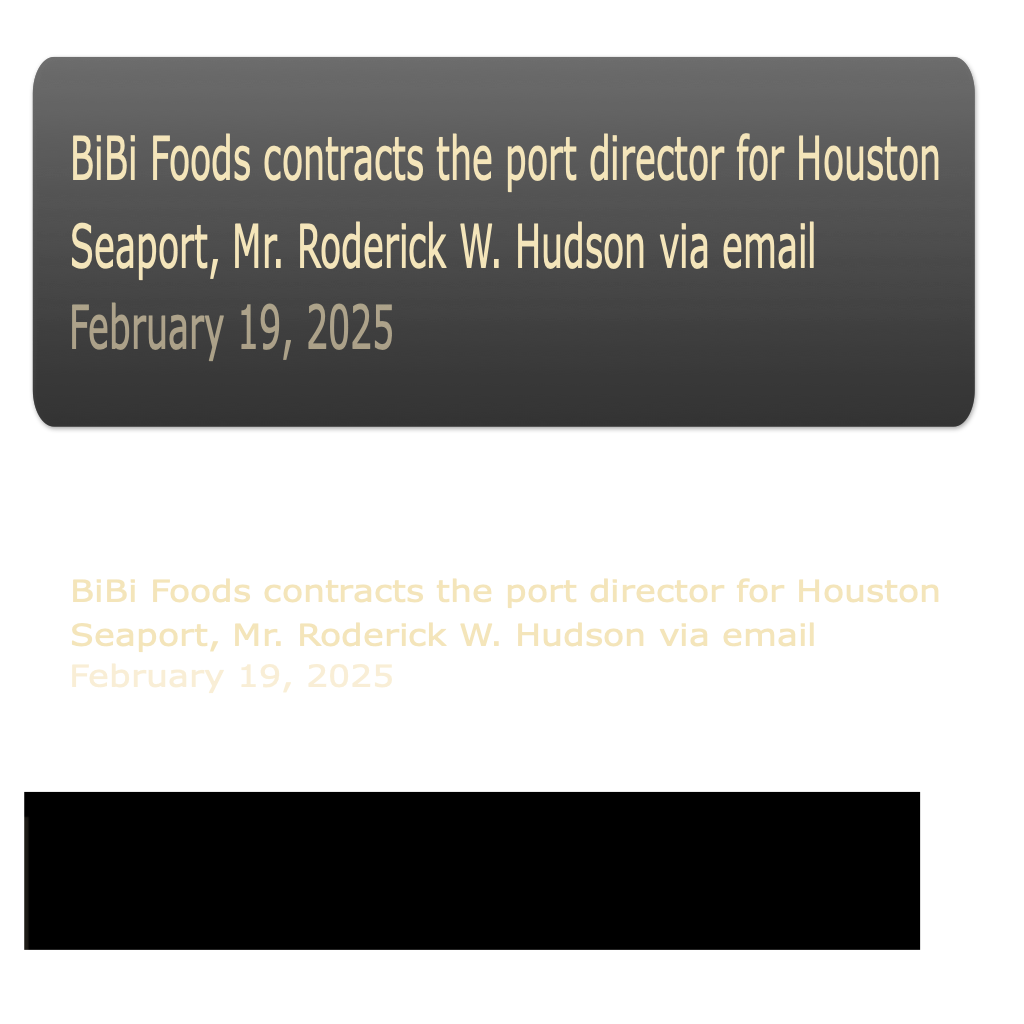 BiBi Foods contracts the port director for Houston
Seaport, Mr. Roderick W. Hudson via email
February 19, 2025
BiBi Foods contracts the port director for Houston
Seaport, Mr. Roderick W. Hudson via email
February 19, 2025